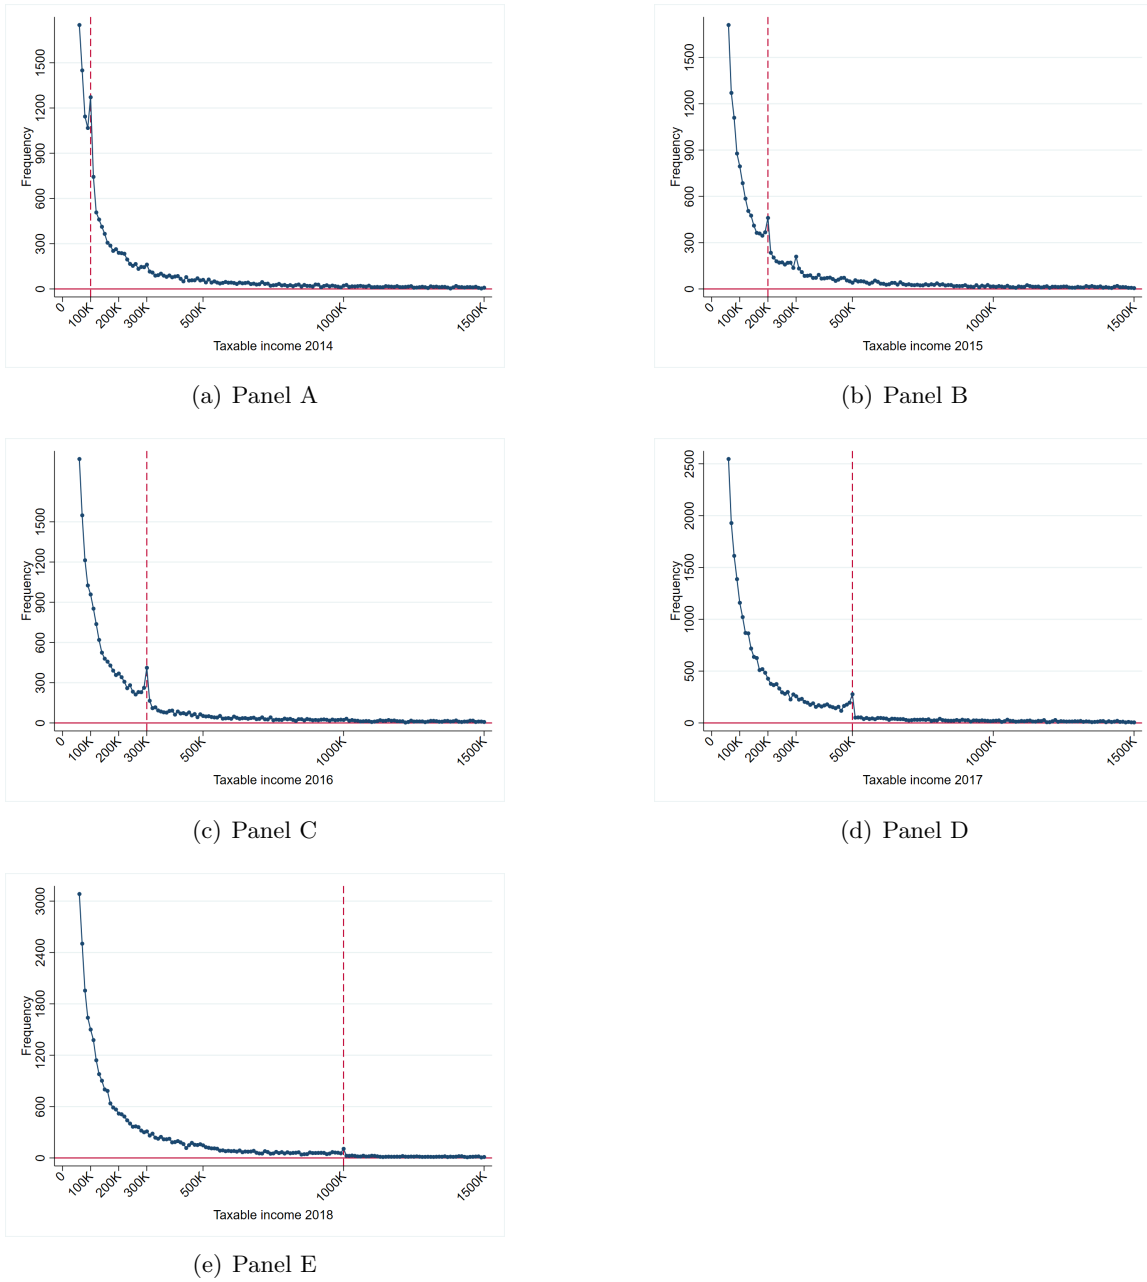 Frequency
0 300 600 900 1200 1500
0 100K 200K 300K 500K 1000K 1500K
Taxable income 2014
(a) Panel A
Frequency
0 300 600 900 1200 1500
0 100K 200K 300K 500K 1000K 1500K
Taxable income 2015
(b) Panel B
Frequency
0 300 600 900 1200 1500
0 100K 200K 300K 500K 1000K 1500K
Taxable income 2016
(c) Panel C
Frequency
0 500 1000 1500 2000 2500
0 100K 200K 300K 500K 1000K 1500K
Taxable income 2017
(d) Panel D
Frequency
0 600 1200 1800 2400 3000
0 100K 200K 300K 500K 1000K 1500K
Taxable income 2018
(e) Panel E